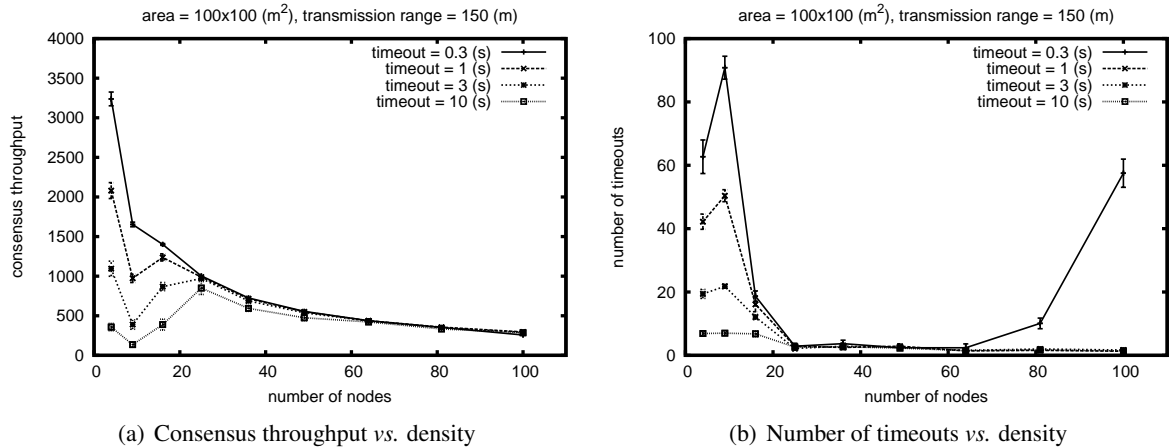 area = 100x100 (m²), transmission range = 150 (m)
4000
3500
3000
2500
2000
1500
1000
500
0
consensus throughput
timeout = 0.3 (s)
timeout = 1 (s)
timeout = 3 (s)
timeout = 10 (s)
0 20 40 60 80 100
number of nodes
(a) Consensus throughput vs. density
area = 100x100 (m²), transmission range = 150 (m)
100
80
60
40
20
0
number of timeouts
timeout = 0.3 (s)
timeout = 1 (s)
timeout = 3 (s)
timeout = 10 (s)
0 20 40 60 80 100
number of nodes
(b) Number of timeouts vs. density